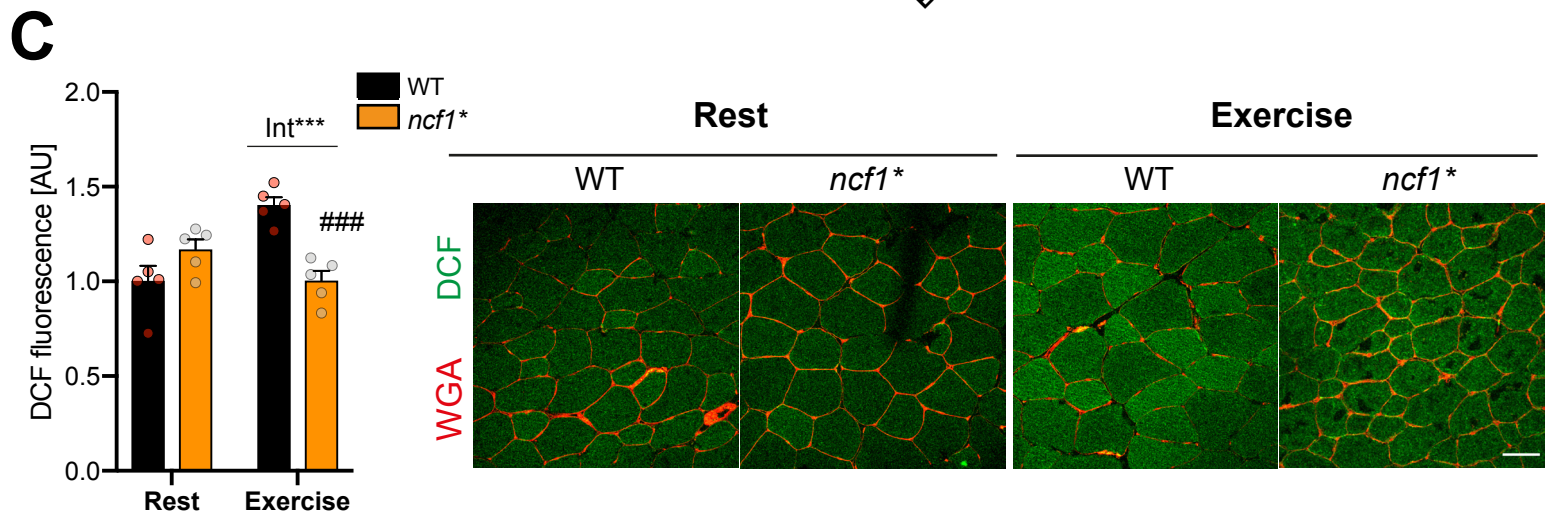 C
WT
ncf1*
2.0
1.5
1.0
0.5
0.0
DCF fluorescence [AU]
Int***
###
Rest
Exercise
Rest
Exercise
WT
ncf1*
WT
ncf1*
DCF
WGA